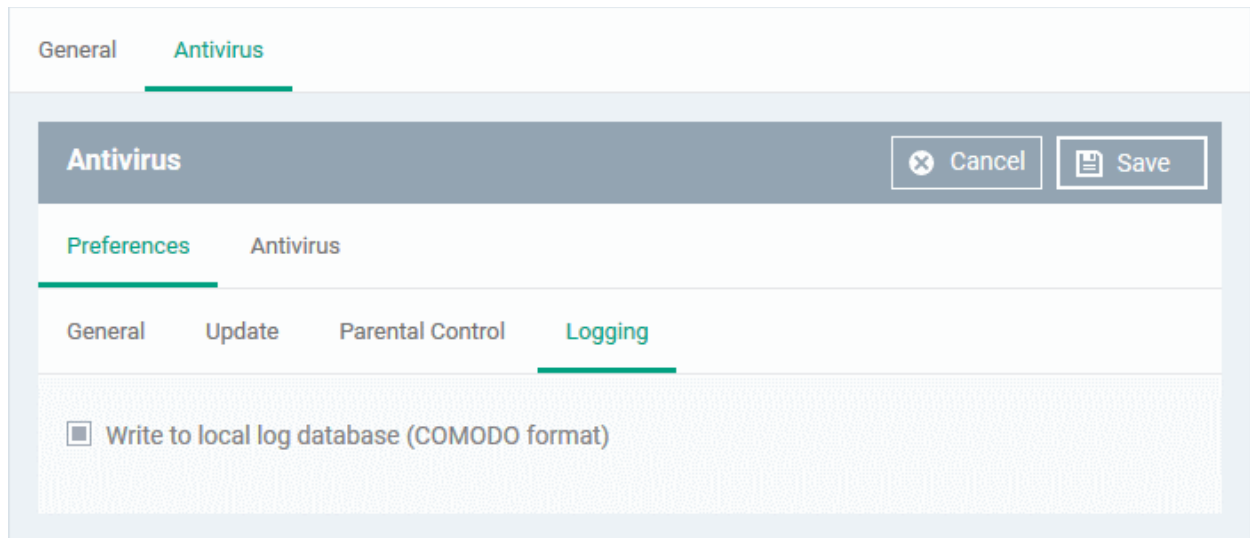 General Antivirus
Antivirus Cancel Save
Preferences Antivirus
General Update Parental Control Logging
Write to local log database (COMODO format)